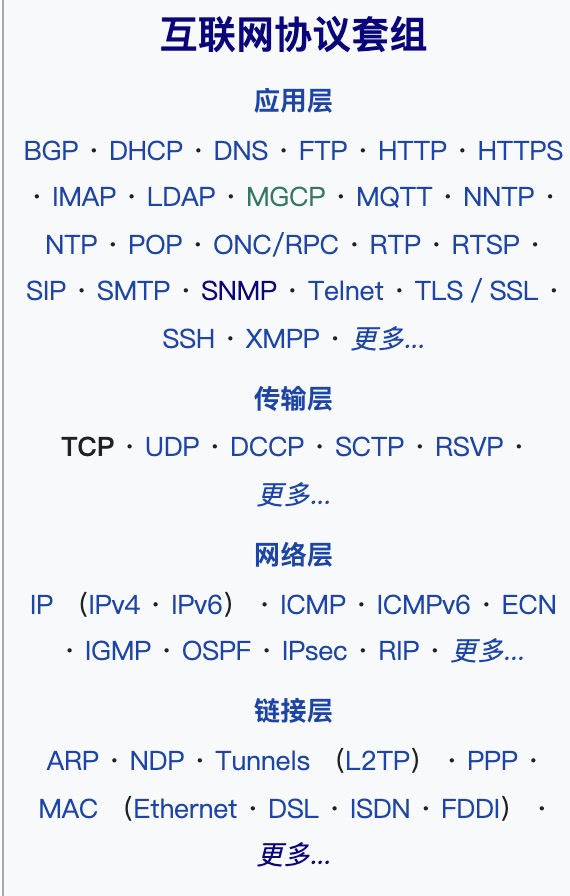 互联网协议套组
应用层
BGP · DHCP · DNS · FTP · HTTP · HTTPS
· IMAP · LDAP · MGCP · MQTT · NNTP ·
NTP · POP · ONC/RPC · RTP · RTSP ·
SIP · SMTP · SNMP · Telnet · TLS / SSL ·
SSH · XMPP · 更多...
传输层
TCP · UDP · DCCP · SCTP · RSVP ·
更多...
网络层
IP （IPv4 · IPv6） · ICMP · ICMPv6 · ECN
· IGMP · OSPF · IPsec · RIP · 更多...
链接层
ARP · NDP · Tunnels （L2TP） · PPP ·
MAC （Ethernet · DSL · ISDN · FDDI） ·
更多...